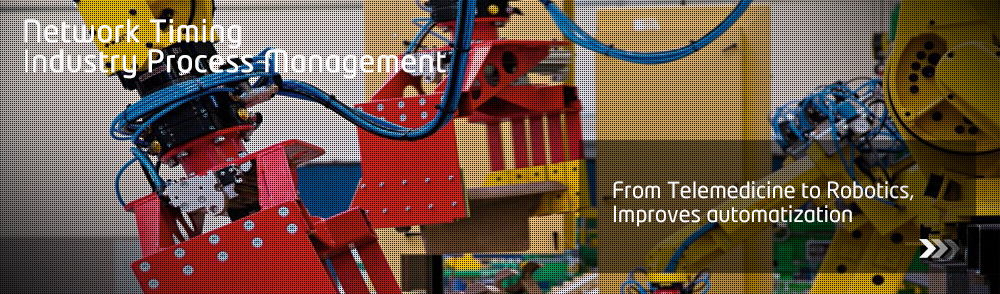 Network Timing
Industry Process Management
From Telemedicine to Robotics,
Improves automatization